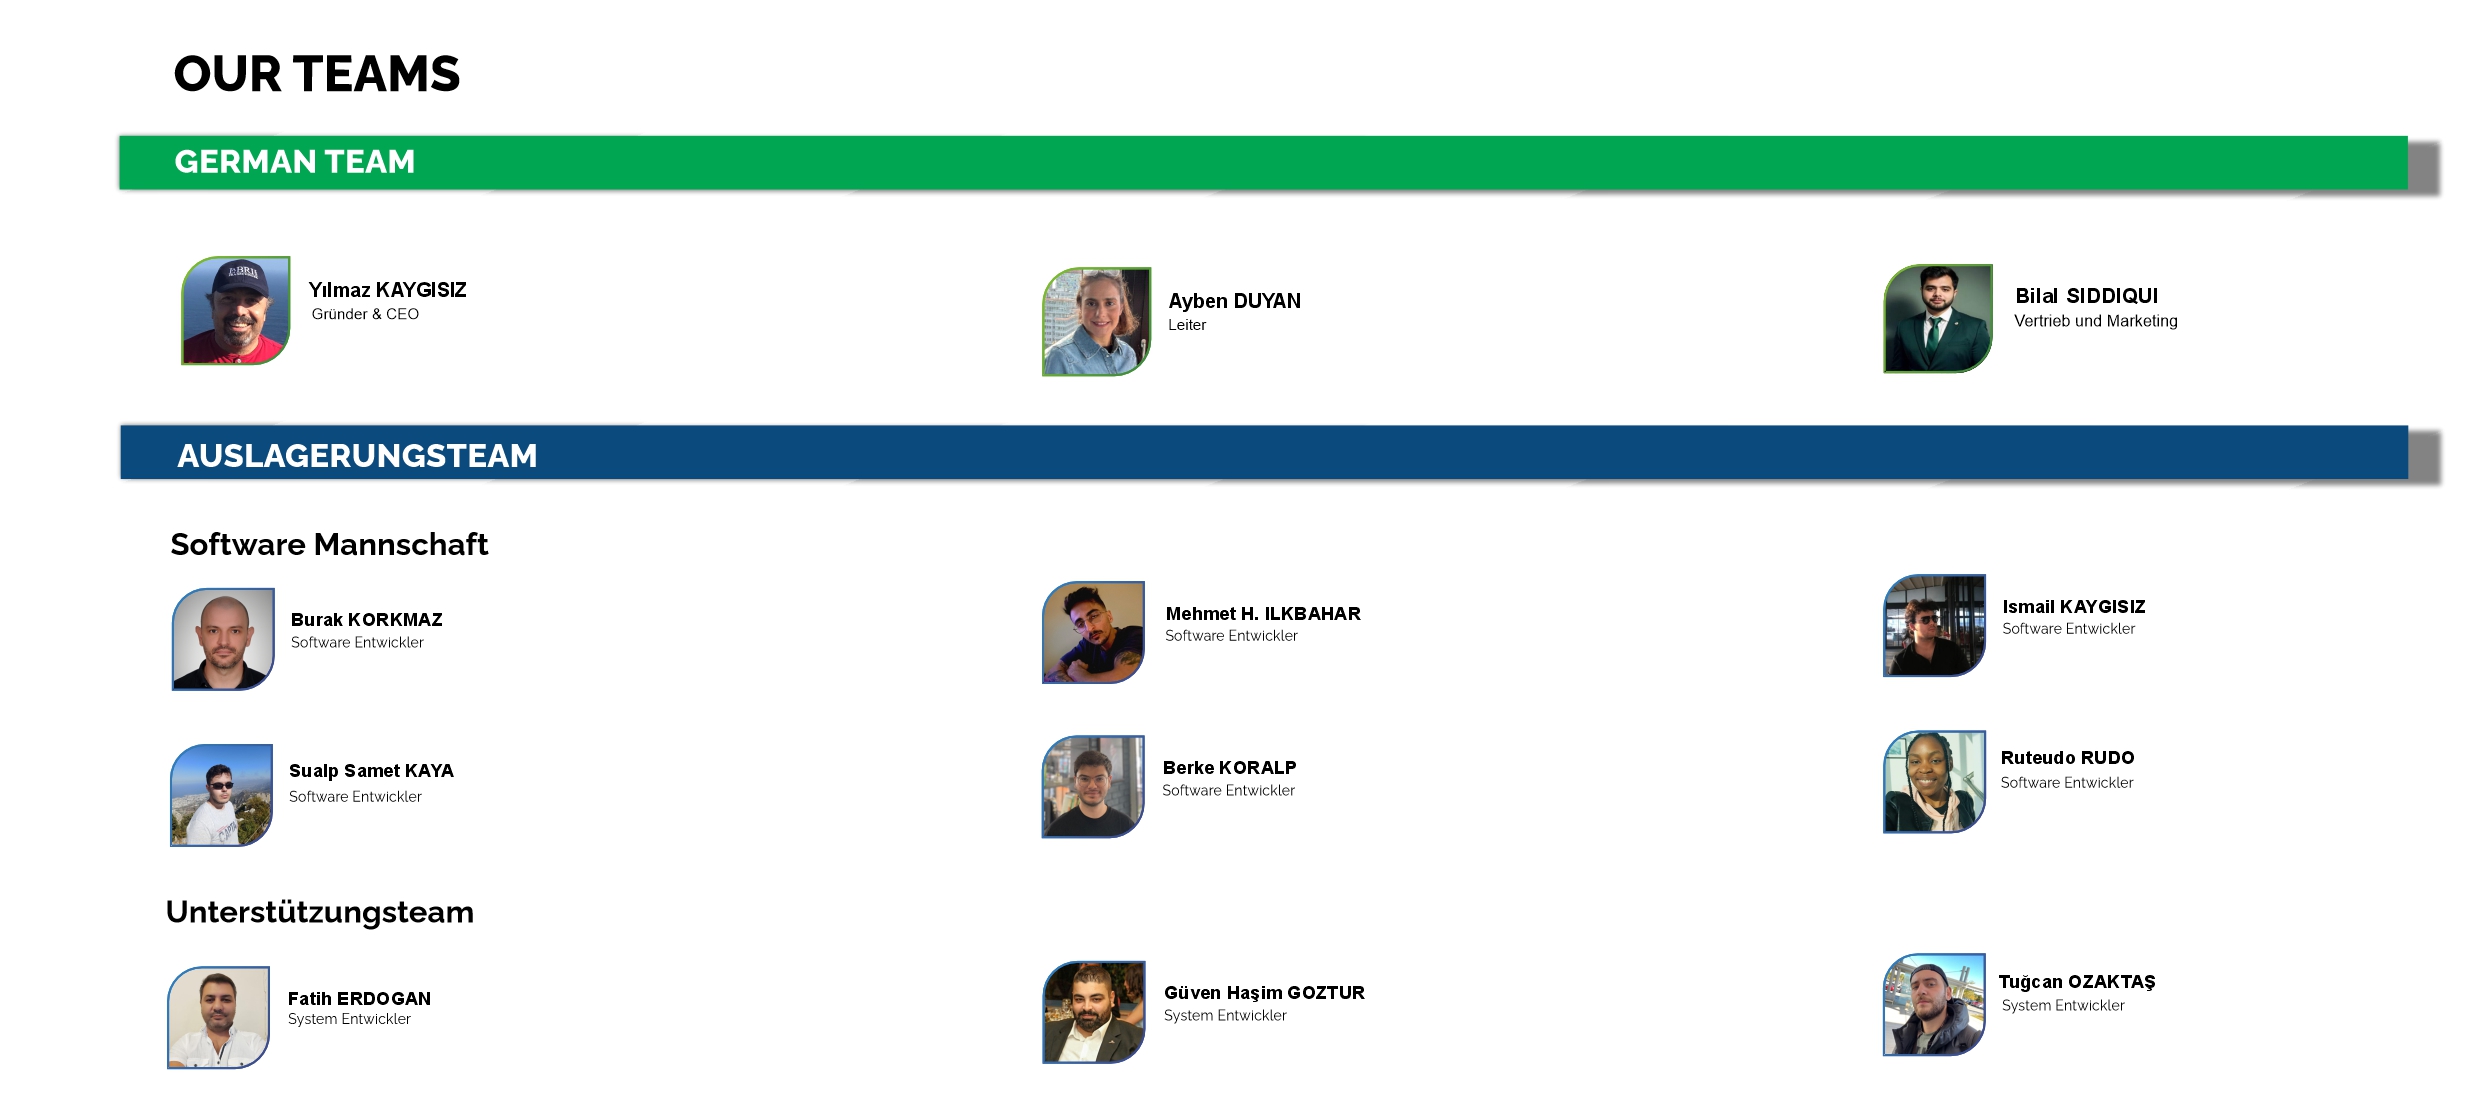 OUR TEAMS
GERMAN TEAM
Yılmaz KAYGISIZ
Gründer & CEO
Ayben DUYAN
Leiter
Bilal SIDDIQUI
Vertrieb und Marketing
AUSLAGERUNGSTEAM
Software Mannschaft
Burak KORKMAZ
Software Entwickler
Mehmet H. ILKBAHAR
Software Entwickler
Ismail KAYGISIZ
Software Entwickler
Sualp Samet KAYA
Software Entwickler
Berke KORALP
Software Entwickler
Ruteudo RUDO
Software Entwickler
Unterstützungsteam
Fatih ERDOGAN
System Entwickler
Güven Haşim GOZTUR
System Entwickler
Tuğcan OZAKTAŞ
System Entwickler